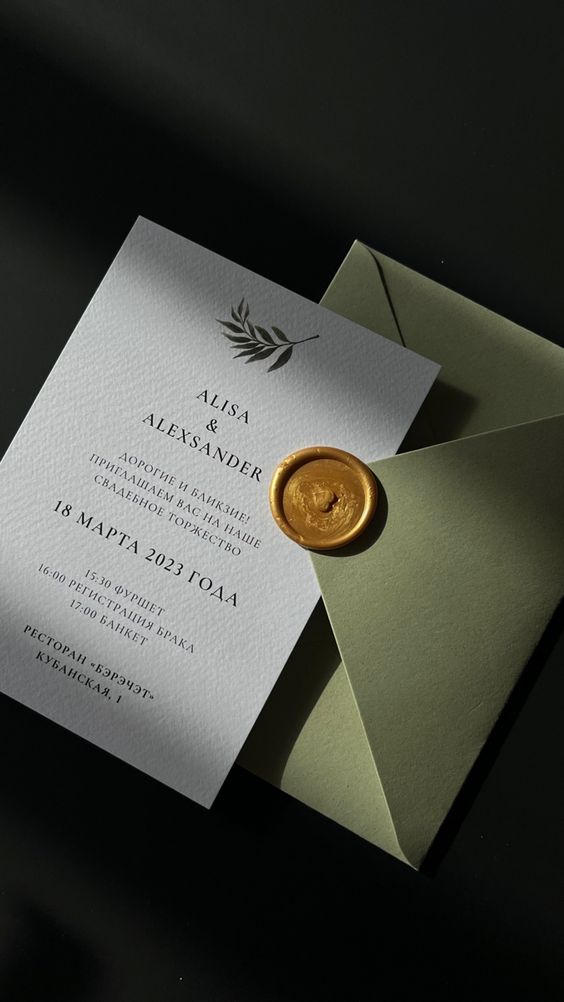 ALISA
&
ALEXSANDER
ДОРОГИЕ И БЛИКЗИЕ!
ПРИГЛАШАЕМ ВАС НА НАШЕ
СВАДЕБНОЕ ТОРЖЕСТВО
18 МАРТА 2023 ГОДА
15:30 ФУРШЕТ
16:00 РЕГИСТРАЦИЯ БРАКА
17:00 БАНКЕТ
РЕСТОРАН «БЭРЭЧЭТ»
КУБАНСКАЯ, 1